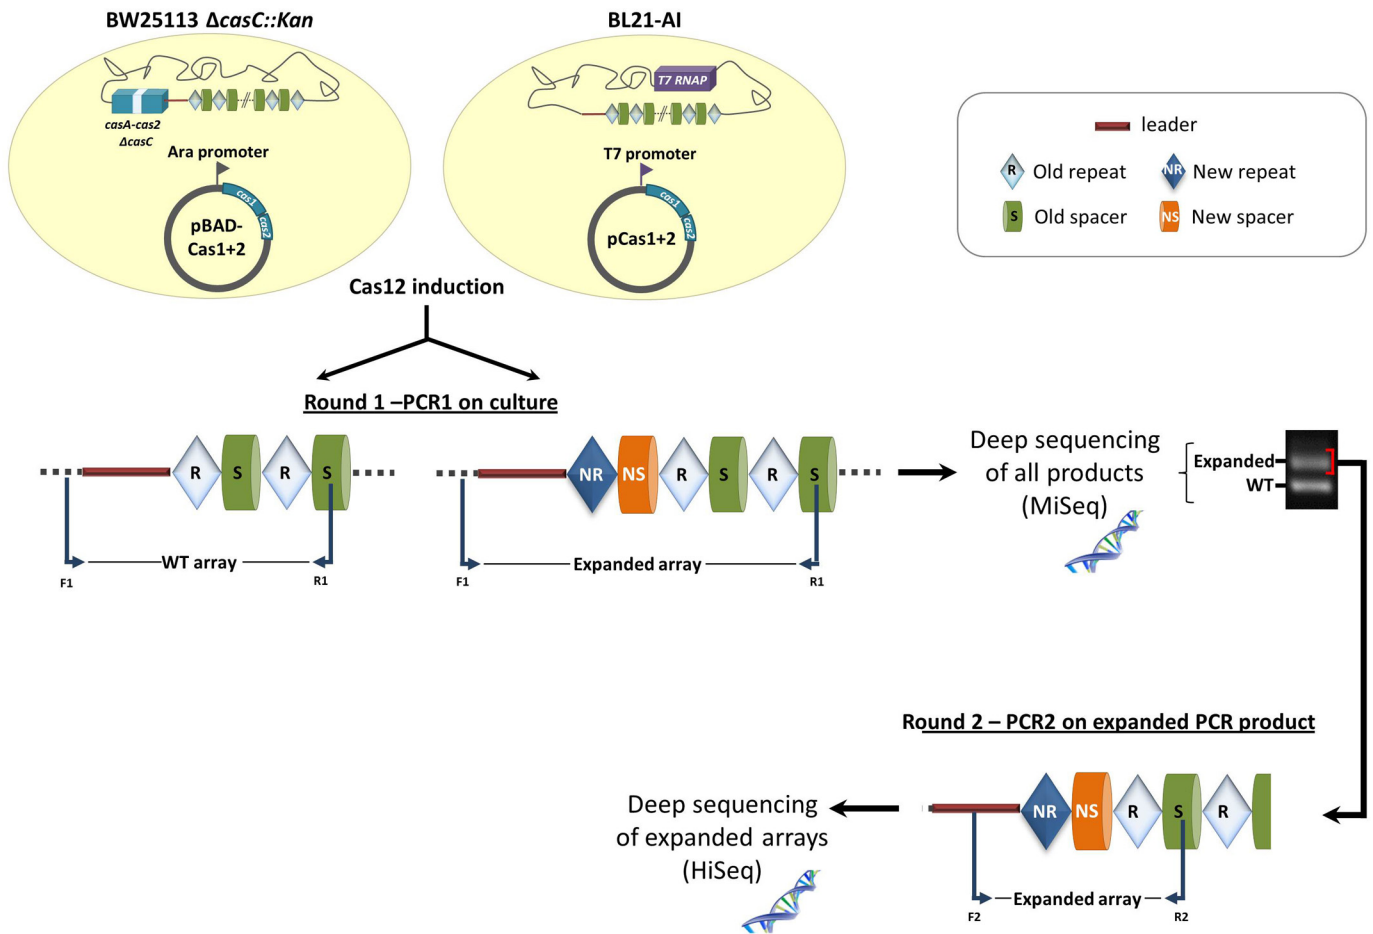 BW25113 ΔcasC::Kan
BL21-AI
T7 RNAP
casA-cas2
ΔcasC
Ara promoter
T7 promoter
cas1
cas2
pBAD-
Cas1+2
cas1
cas2
pCas1+2
leader
R Old repeat
NR New repeat
S Old spacer
NS New spacer
Cas12 induction
Round 1 –PCR1 on culture
R S R S
NR NS R S R S
WT array
F1
R1
Expanded array
F1
R1
Deep sequencing
of all products
(MiSeq)
Expanded
WT
Round 2 – PCR2 on expanded PCR product
NR NS R S R
Expanded array
F2
R2
Deep sequencing
of expanded arrays
(HiSeq)